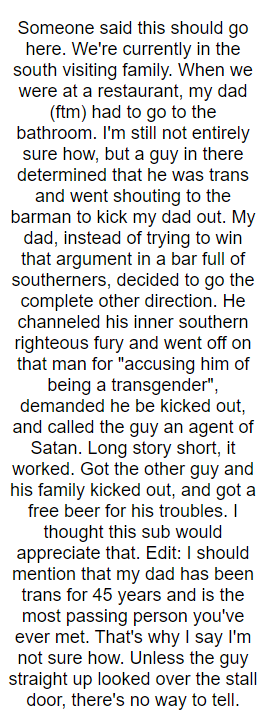 Someone said this should go
here. We're currently in the
south visiting family. When we
were at a restaurant, my dad
(ftm) had to go to the
bathroom. I'm still not entirely
sure how, but a guy in there
determined that he was trans
and went shouting to the
barman to kick my dad out. My
dad, instead of trying to win
that argument in a bar full of
southerners, decided to go the
complete other direction. He
channeled his inner southern
righteous fury and went off on
that man for "accusing him of
being a transgender",
demanded he be kicked out,
and called the guy an agent of
Satan. Long story short, it
worked. Got the other guy and
his family kicked out, and got a
free beer for his troubles. I
thought this sub would
appreciate that. Edit: I should
mention that my dad has been
trans for 45 years and is the
most passing person you've
ever met. That's why I say I'm
not sure how. Unless the guy
straight up looked over the stall
door, there's no way to tell.